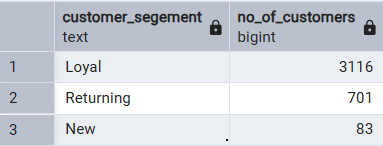 customer_segement no_of_customers
text bigint
1 Loyal 3116
2 Returning 701
3 New 83